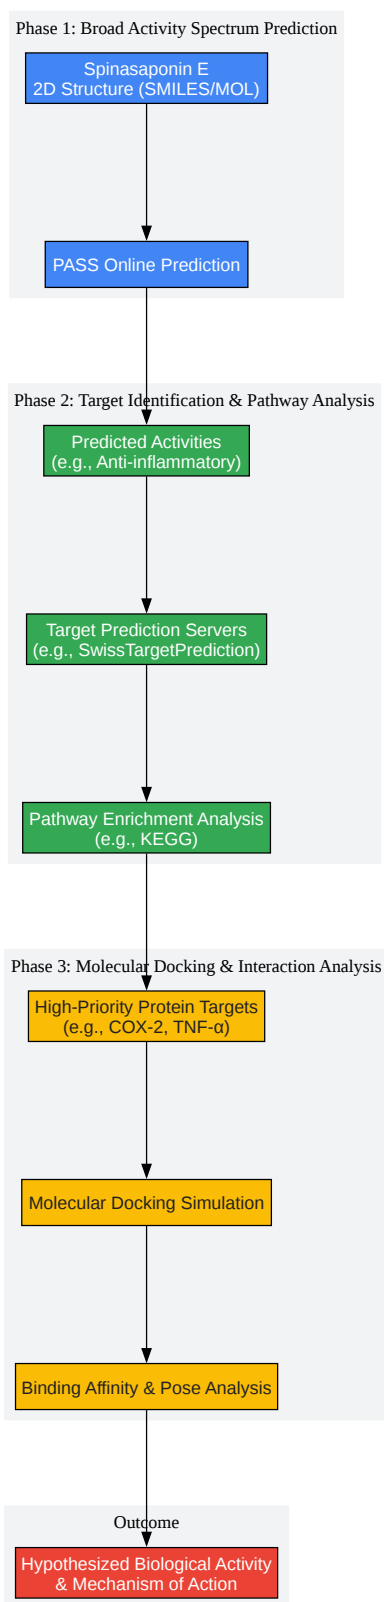 Phase 1: Broad Activity Spectrum Prediction
Spinasaponin E
2D Structure (SMILES/MOL)
PASS Online Prediction
Phase 2: Target Identification & Pathway Analysis
Predicted Activities
(e.g., Anti-inflammatory)
Target Prediction Servers
(e.g., SwissTargetPrediction)
Pathway Enrichment Analysis
(e.g., KEGG)
Phase 3: Molecular Docking & Interaction Analysis
High-Priority Protein Targets
(e.g., COX-2, TNF-α)
Molecular Docking Simulation
Binding Affinity & Pose Analysis
Outcome
Hypothesized Biological Activity
& Mechanism of Action